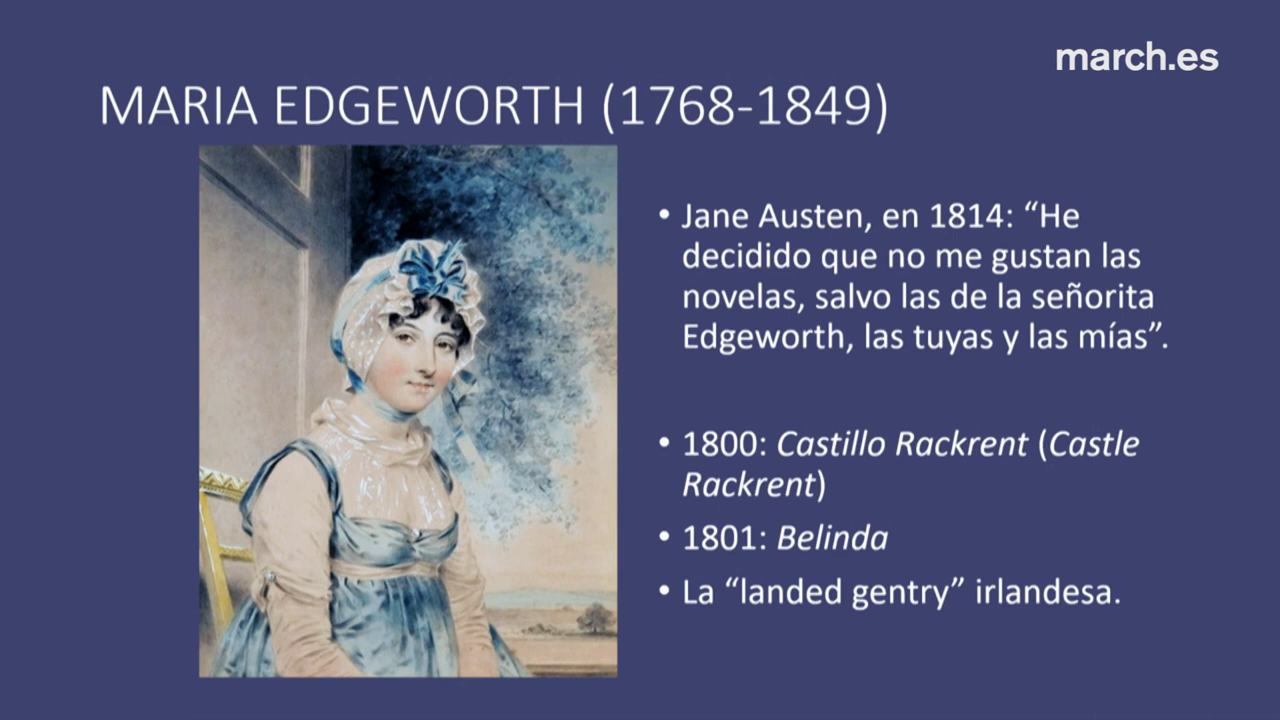 march.es
MARIA EDGEWORTH (1768-1849)
• Jane Austen, en 1814: “He
decidido que no me gustan las
novelas, salvo las de la señorita
Edgeworth, las tuyas y las mías”.
• 1800: Castillo Rackrent (Castle
Rackrent)
• 1801: Belinda
• La “landed gentry” irlandesa.